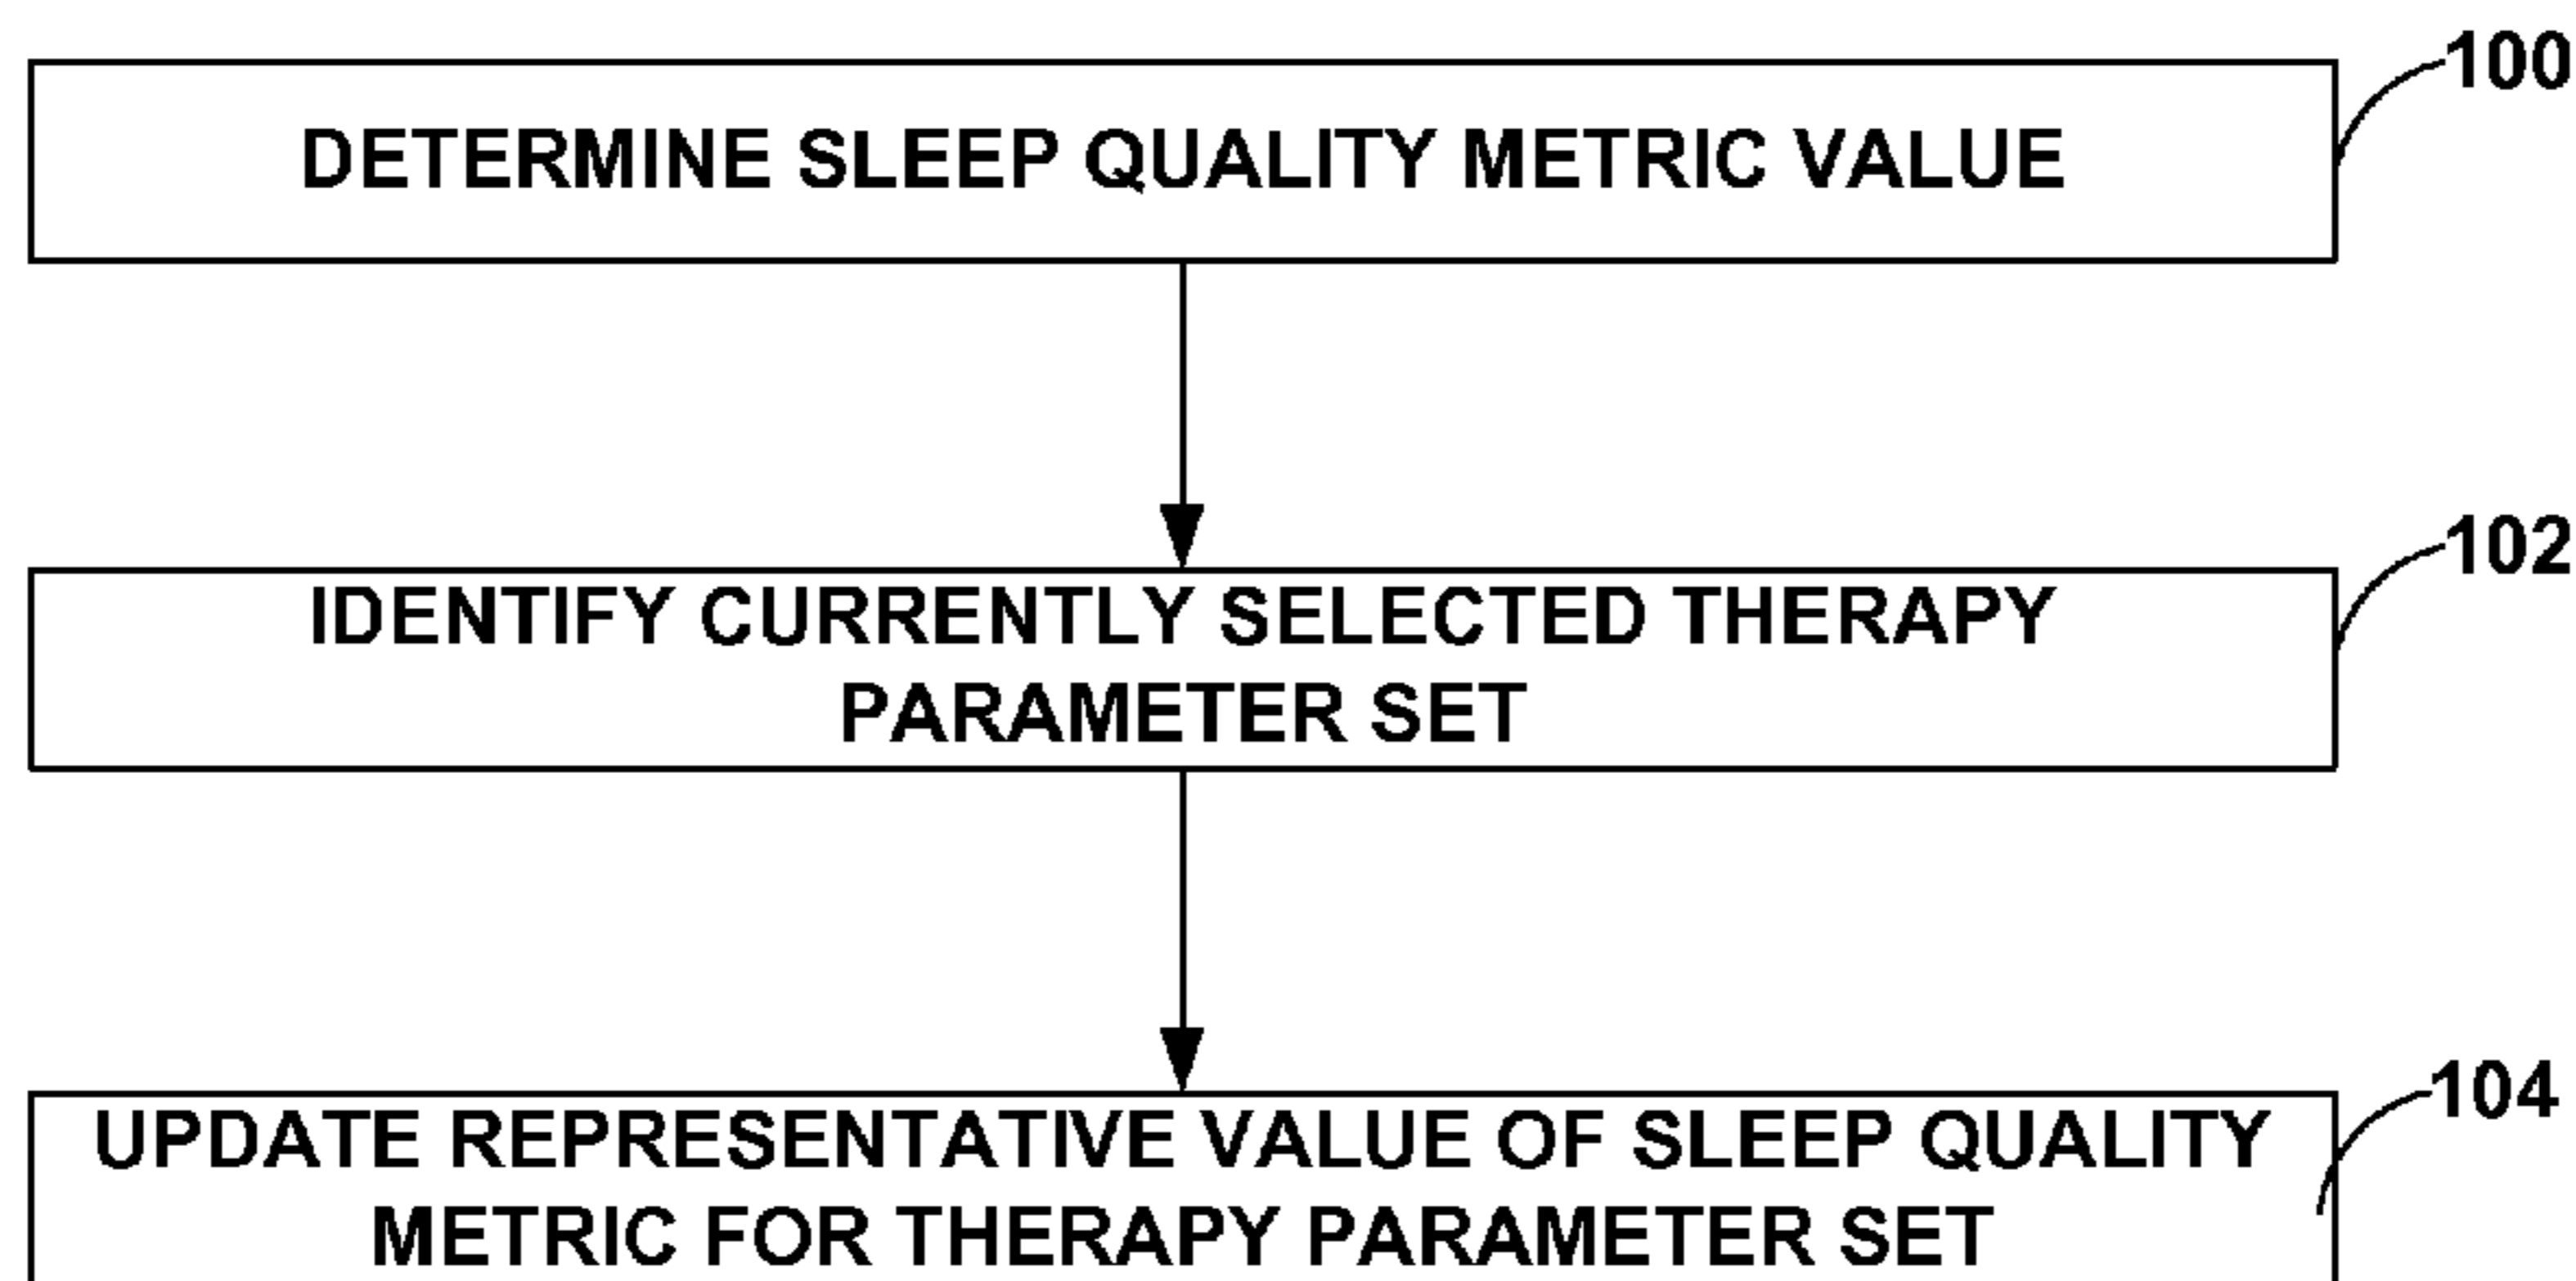 100
DETERMINE SLEEP QUALITY METRIC VALUE
102
IDENTIFY CURRENTLY SELECTED THERAPY
PARAMETER SET
104
UPDATE REPRESENTATIVE VALUE OF SLEEP QUALITY
METRIC FOR THERAPY PARAMETER SET